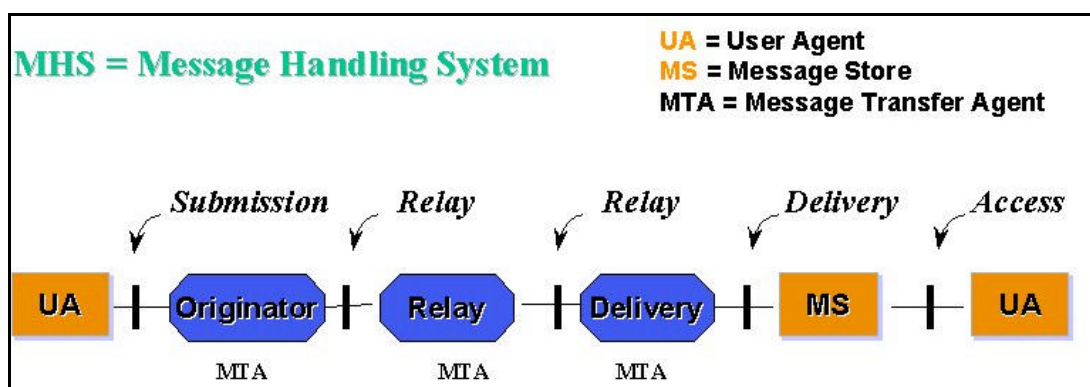 MHS = Message Handling System
UA = User Agent
MS = Message Store
MTA = Message Transfer Agent
Submission Relay Relay Delivery Access
UA Originator Relay Delivery MS UA
MTA MTA MTA